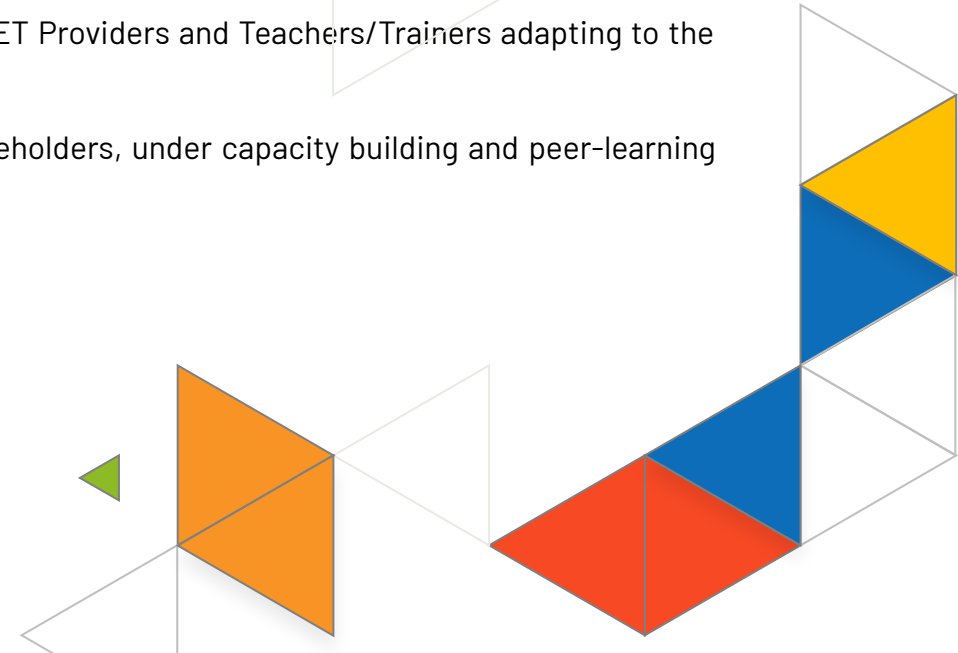 ET Providers and Teachers/Trainers adapting to the
eholders, under capacity building and peer-learning